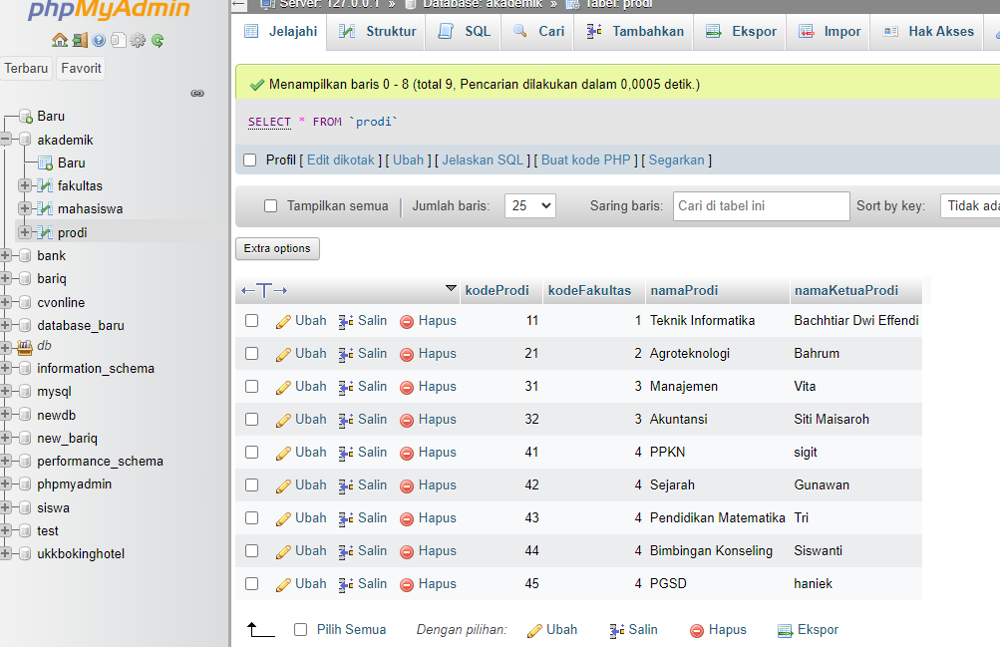 phpMyAdmin
Terbaru Favorit
Baru
akademik
Baru
fakultas
mahasiswa
prodi
bank
bariq
cvonline
database_baru
db
information_schema
mysql
newdb
new_bariq
performance_schema
phpmyadmin
siswa
test
ukkbokinghotel
Server: 127.0.0.1 » Database: akademik » Tabel: prodi
Jelajahi Struktur SQL Cari Tambahkan Ekspor Impor Hak Akses
Menampilkan baris 0 - 8 (total 9, Pencarian dilakukan dalam 0,0005 detik.)
SELECT * FROM `prodi`
Profil [ Edit dikotak ] [ Ubah ] [ Jelaskan SQL ] [ Buat kode PHP ] [ Segarkan ]
Tampilkan semua | Jumlah baris: 25 Saring baris: Cari di tabel ini Sort by key: Tidak ada
Extra options
←T→ kodeProdi kodeFakultas namaProdi namaKetuaProdi
Ubah Salin Hapus 11 1 Teknik Informatika Bachhtiar Dwi Effendi
Ubah Salin Hapus 21 2 Agroteknologi Bahrum
Ubah Salin Hapus 31 3 Manajemen Vita
Ubah Salin Hapus 32 3 Akuntansi Siti Maisaroh
Ubah Salin Hapus 41 4 PPKN sigit
Ubah Salin Hapus 42 4 Sejarah Gunawan
Ubah Salin Hapus 43 4 Pendidikan Matematika Tri
Ubah Salin Hapus 44 4 Bimbingan Konseling Siswanti
Ubah Salin Hapus 45 4 PGSD haniek
Pilih Semua Dengan pilihan: Ubah Salin Hapus Ekspor